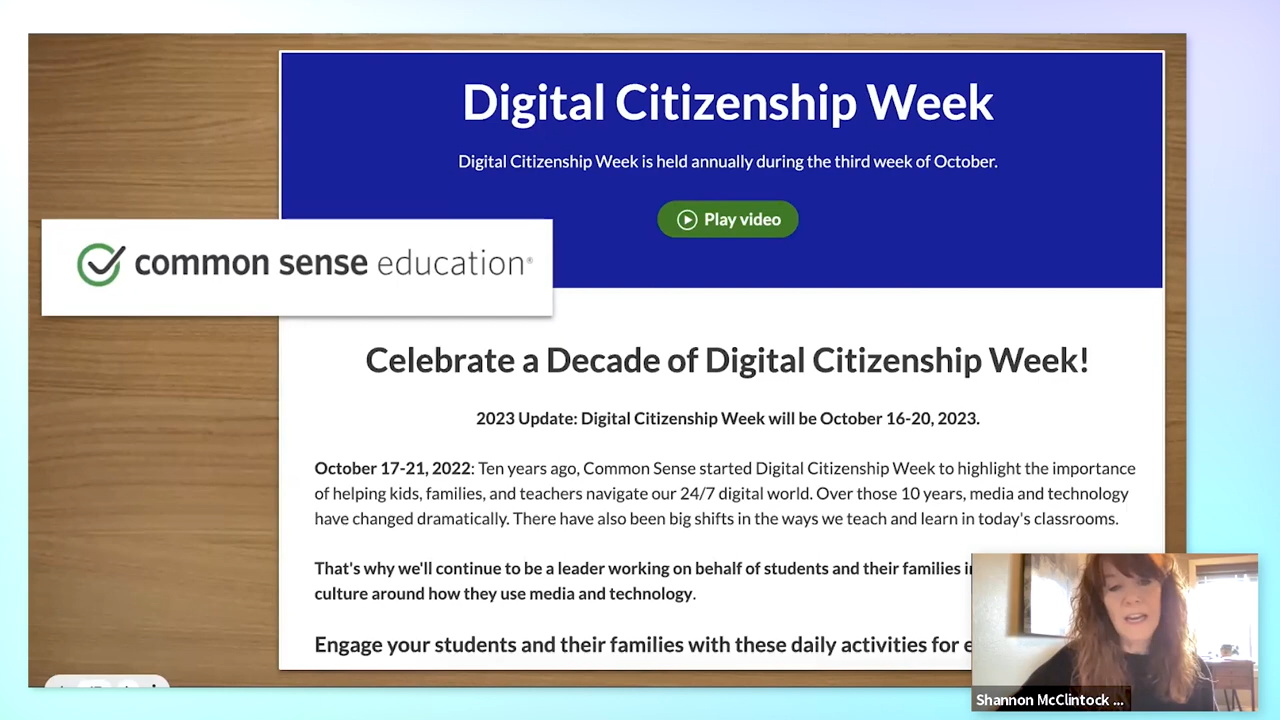 Digital Citizenship Week
Digital Citizenship Week is held annually during the third week of October.
Play video
common sense education®
Celebrate a Decade of Digital Citizenship Week!
2023 Update: Digital Citizenship Week will be October 16-20, 2023.
October 17-21, 2022: Ten years ago, Common Sense started Digital Citizenship Week to highlight the importance
of helping kids, families, and teachers navigate our 24/7 digital world. Over those 10 years, media and technology
have changed dramatically. There have also been big shifts in the ways we teach and learn in today's classrooms.
That's why we'll continue to be a leader working on behalf of students and their families
culture around how they use media and technology.
Engage your students and their families with these daily activities for
Shannon McClintock ...